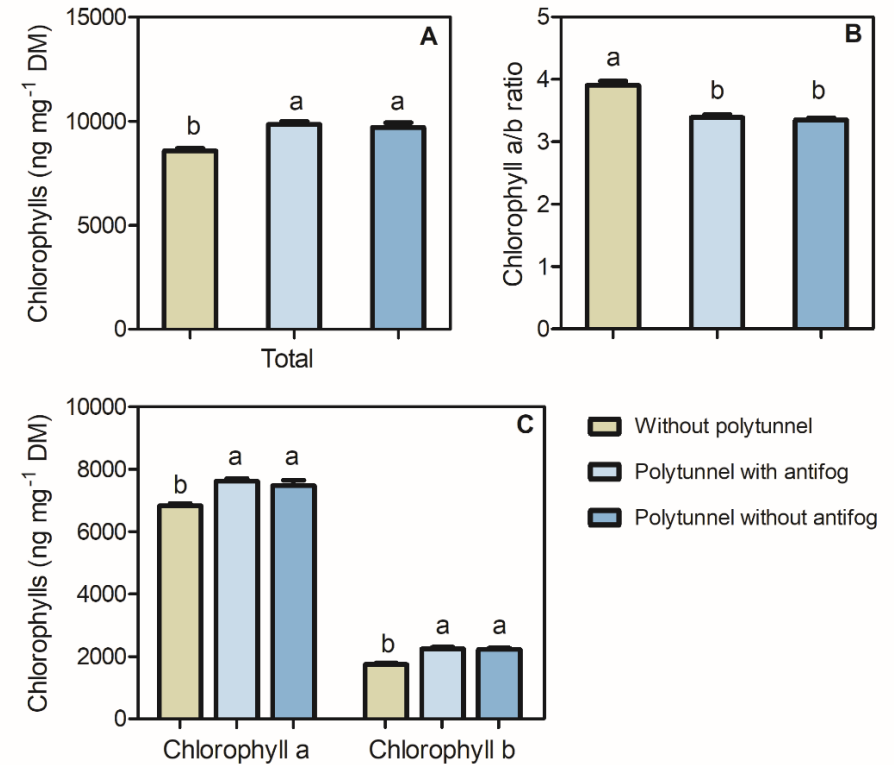 A
Chlorophylls (ng mg⁻¹ DM)
15000
10000
5000
0
b
a
a
Total
B
Chlorophyll a/b ratio
5
4
3
2
1
0
a
b
b
C
Chlorophylls (ng mg⁻¹ DM)
10000
8000
6000
4000
2000
0
b
a
a
b
a
a
Chlorophyll a
Chlorophyll b
Without polytunnel
Polytunnel with antifog
Polytunnel without antifog